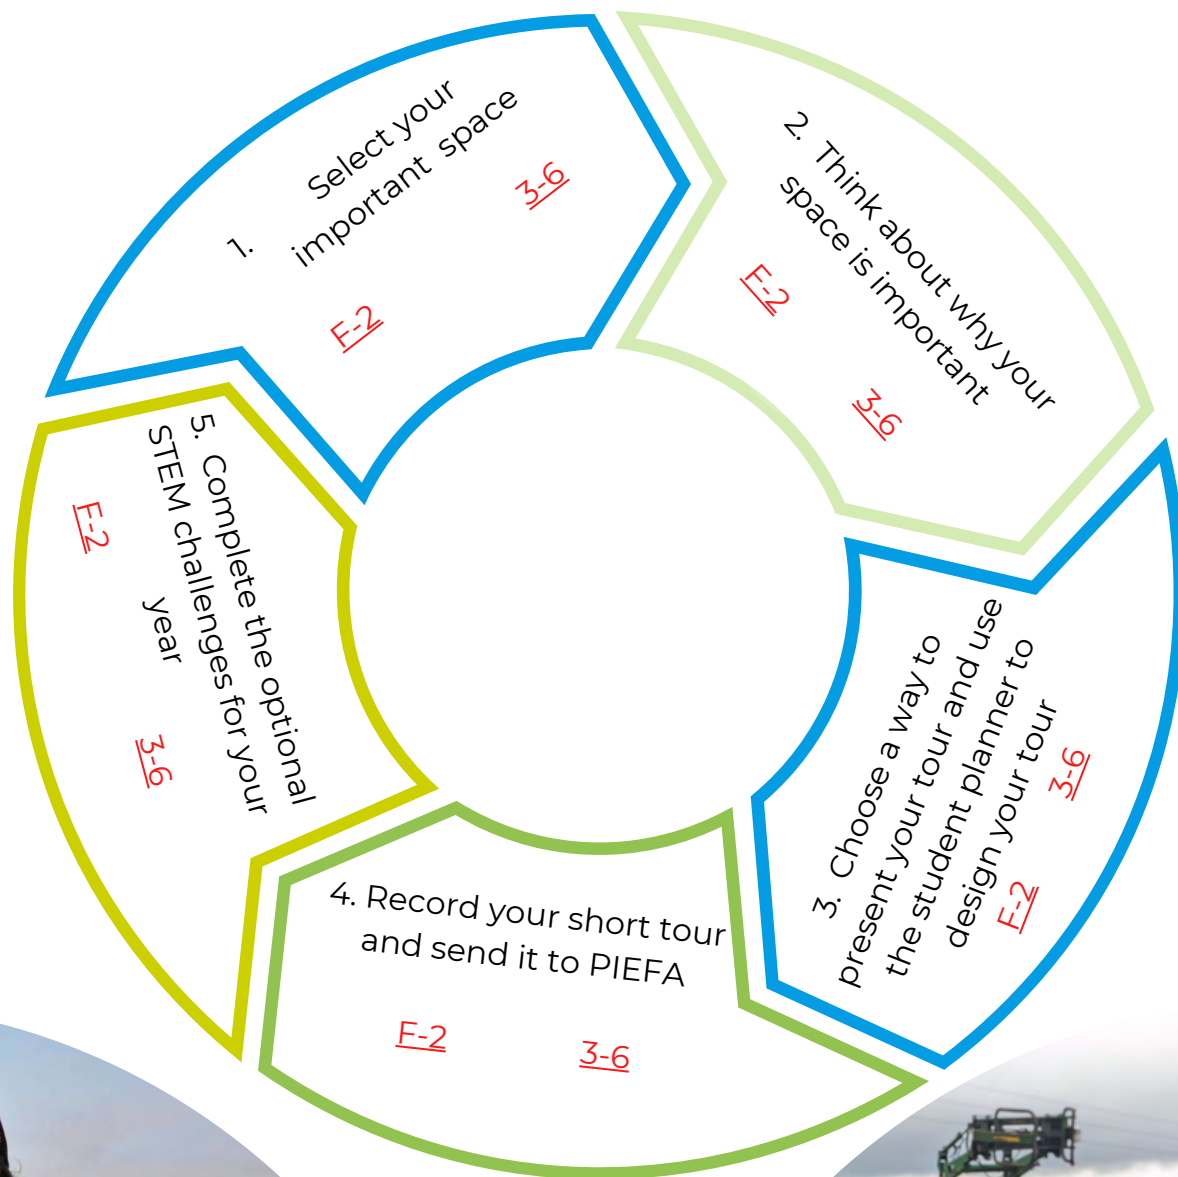 1. Select your
important space
F-2
3-6
2. Think about why your
space is important
F-2
3-6
3. Choose a way to
present your tour and use
the student planner to
design your tour
F-2
3-6
4. Record your short tour
and send it to PIEFA
F-2
3-6
5. Complete the optional
STEM challenges for your
year
F-2
3-6